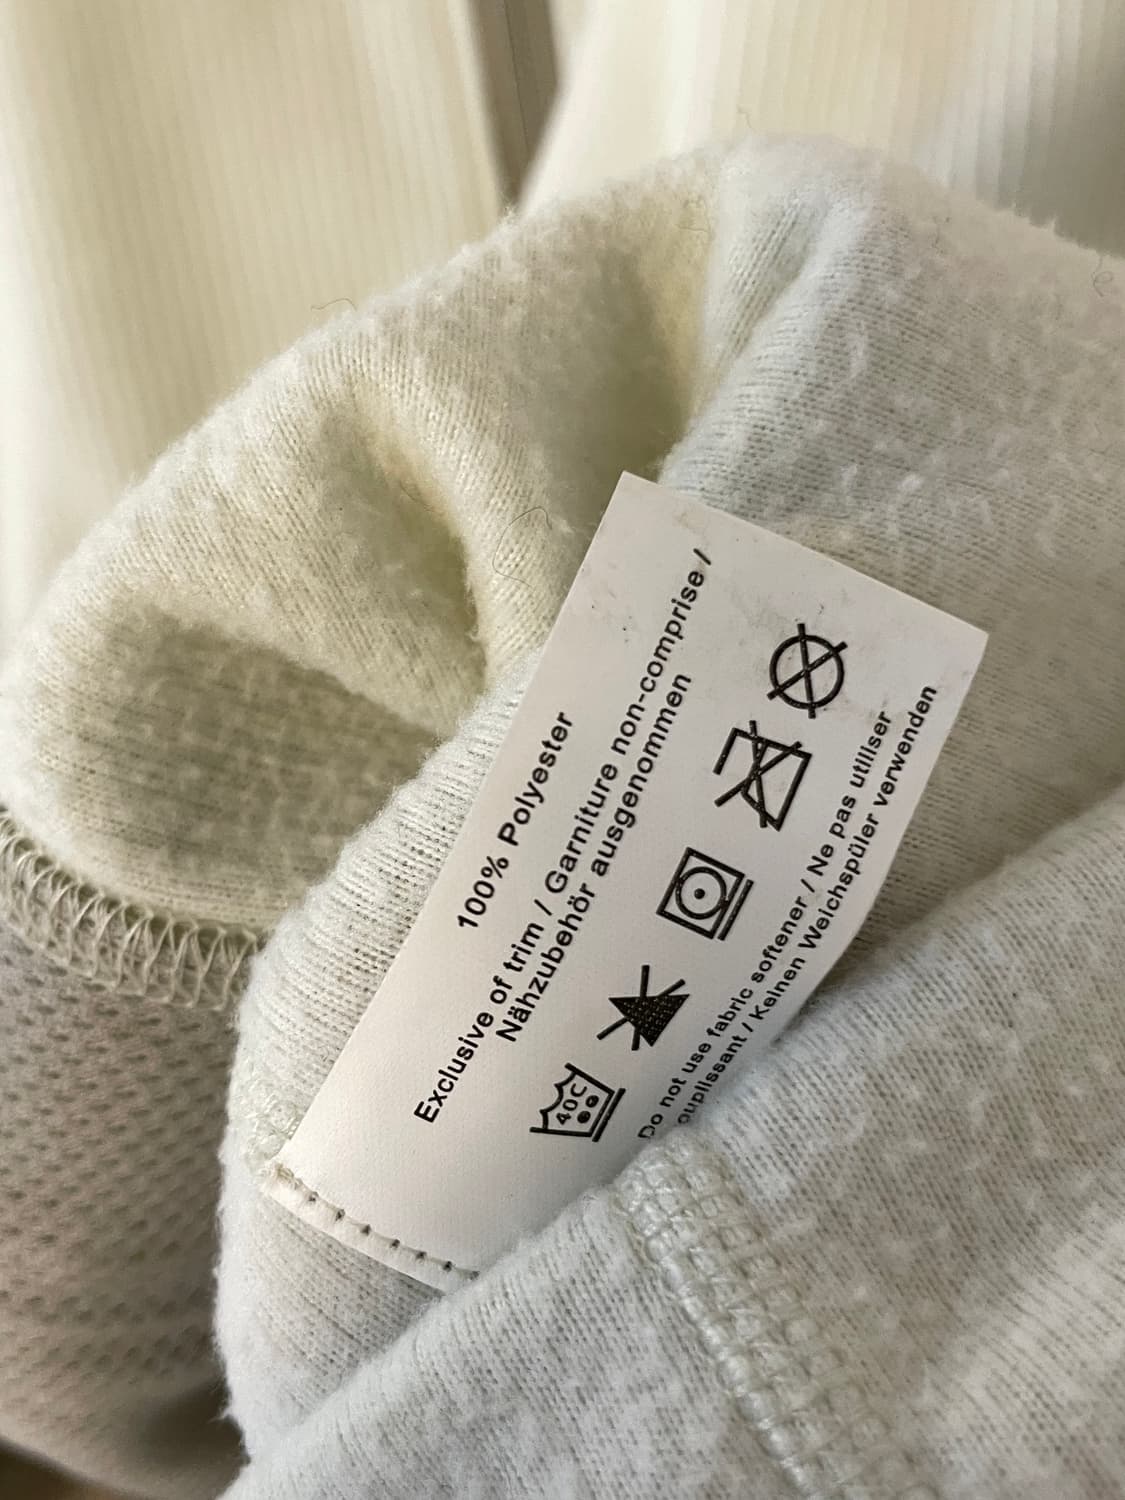 100% Polyester
Exclusive of trim / Garniture non-comprise /
Nähzubehör ausgenommen
40C
Do not use fabric softener / Ne pas utiliser
ouplissant / Keinen Weichspüler verwenden